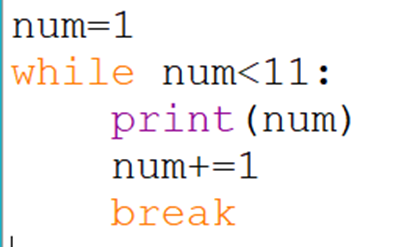 num=1
while num<11:
    print(num)
    num+=1
    break